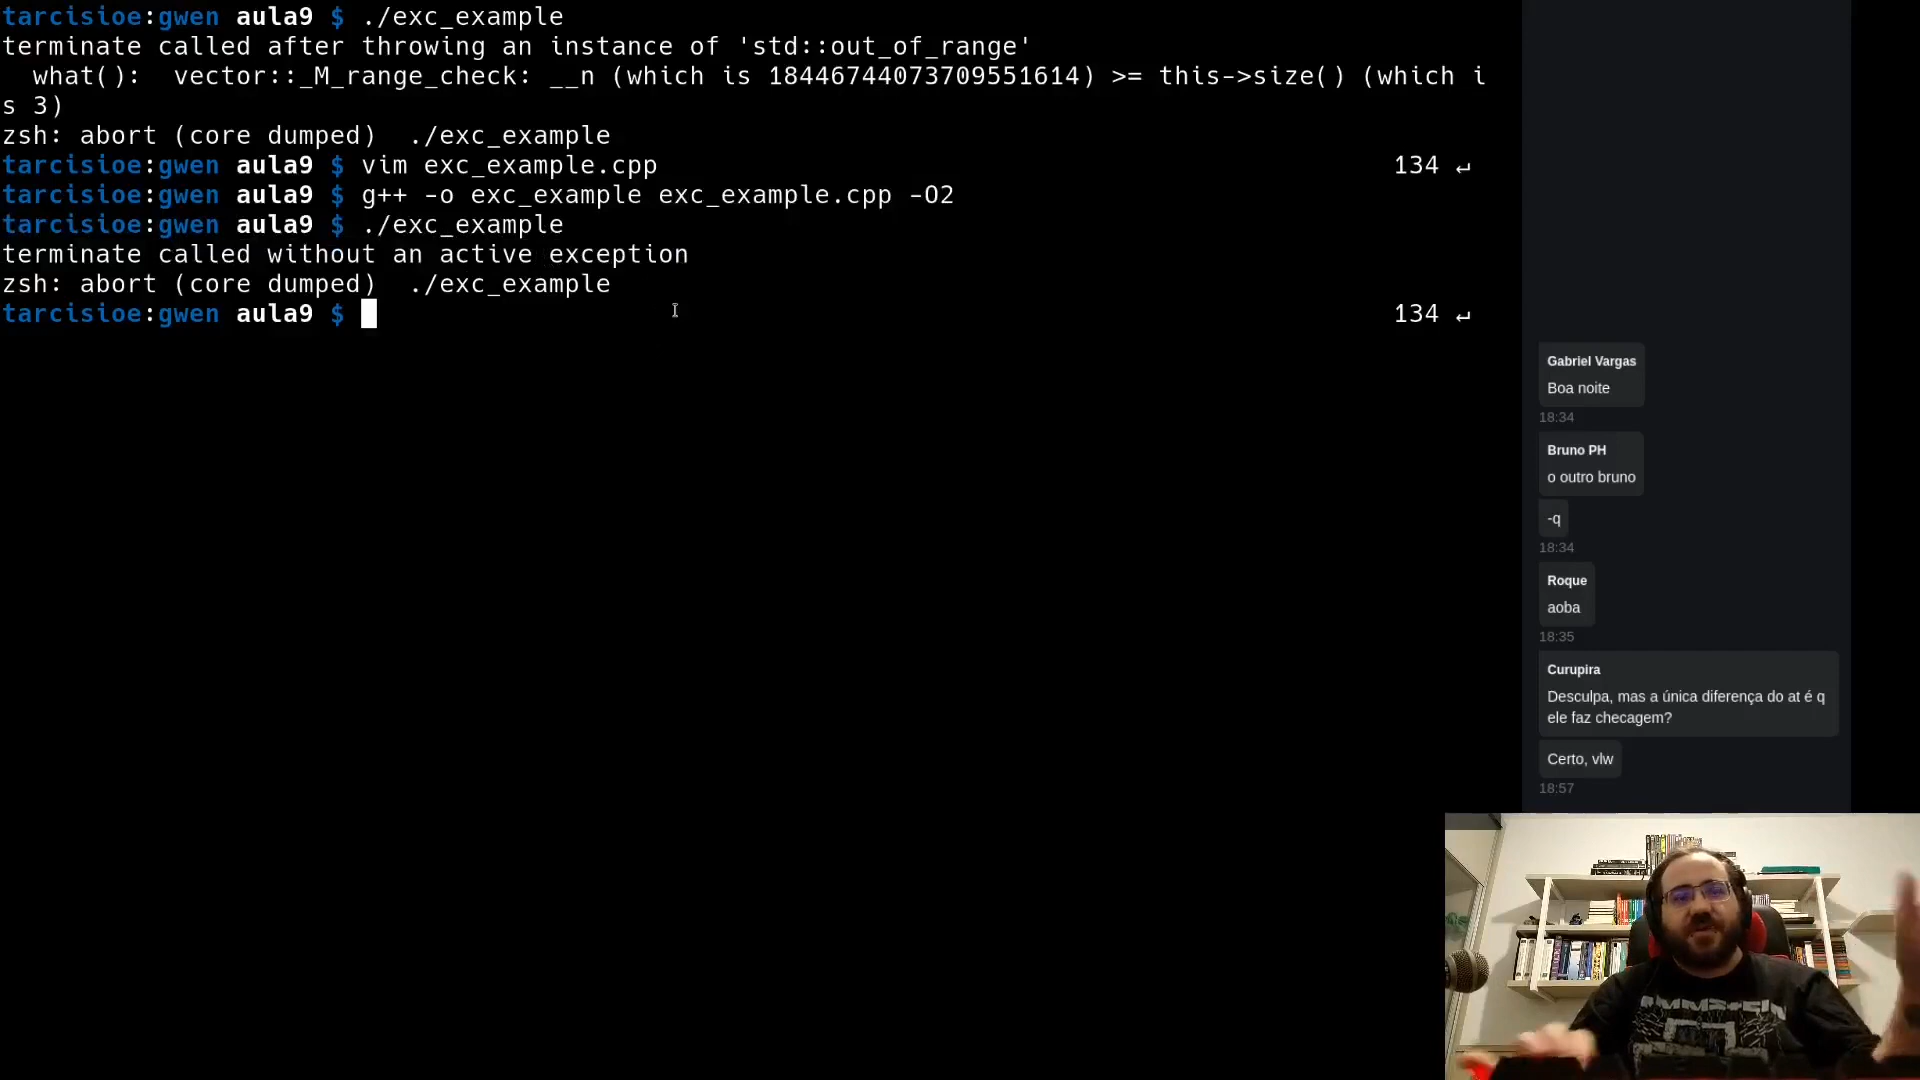 tarcisioe:gwen aula9 $ ./exc_example
terminate called after throwing an instance of 'std::out_of_range'
  what():  vector::_M_range_check: __n (which is 18446744073709551614) >= this->size() (which i
s 3)
zsh: abort (core dumped)  ./exc_example
tarcisioe:gwen aula9 $ vim exc_example.cpp 134 ↵
tarcisioe:gwen aula9 $ g++ -o exc_example exc_example.cpp -O2
tarcisioe:gwen aula9 $ ./exc_example
terminate called without an active exception
zsh: abort (core dumped)  ./exc_example
tarcisioe:gwen aula9 $ 134 ↵
Gabriel Vargas
Boa noite
18:34
Bruno PH
o outro bruno
-q
18:34
Roque
aoba
18:35
Curupira
Desculpa, mas a única diferença do at é q
ele faz checagem?
Certo, vlw
18:57
RAMMSTEIN